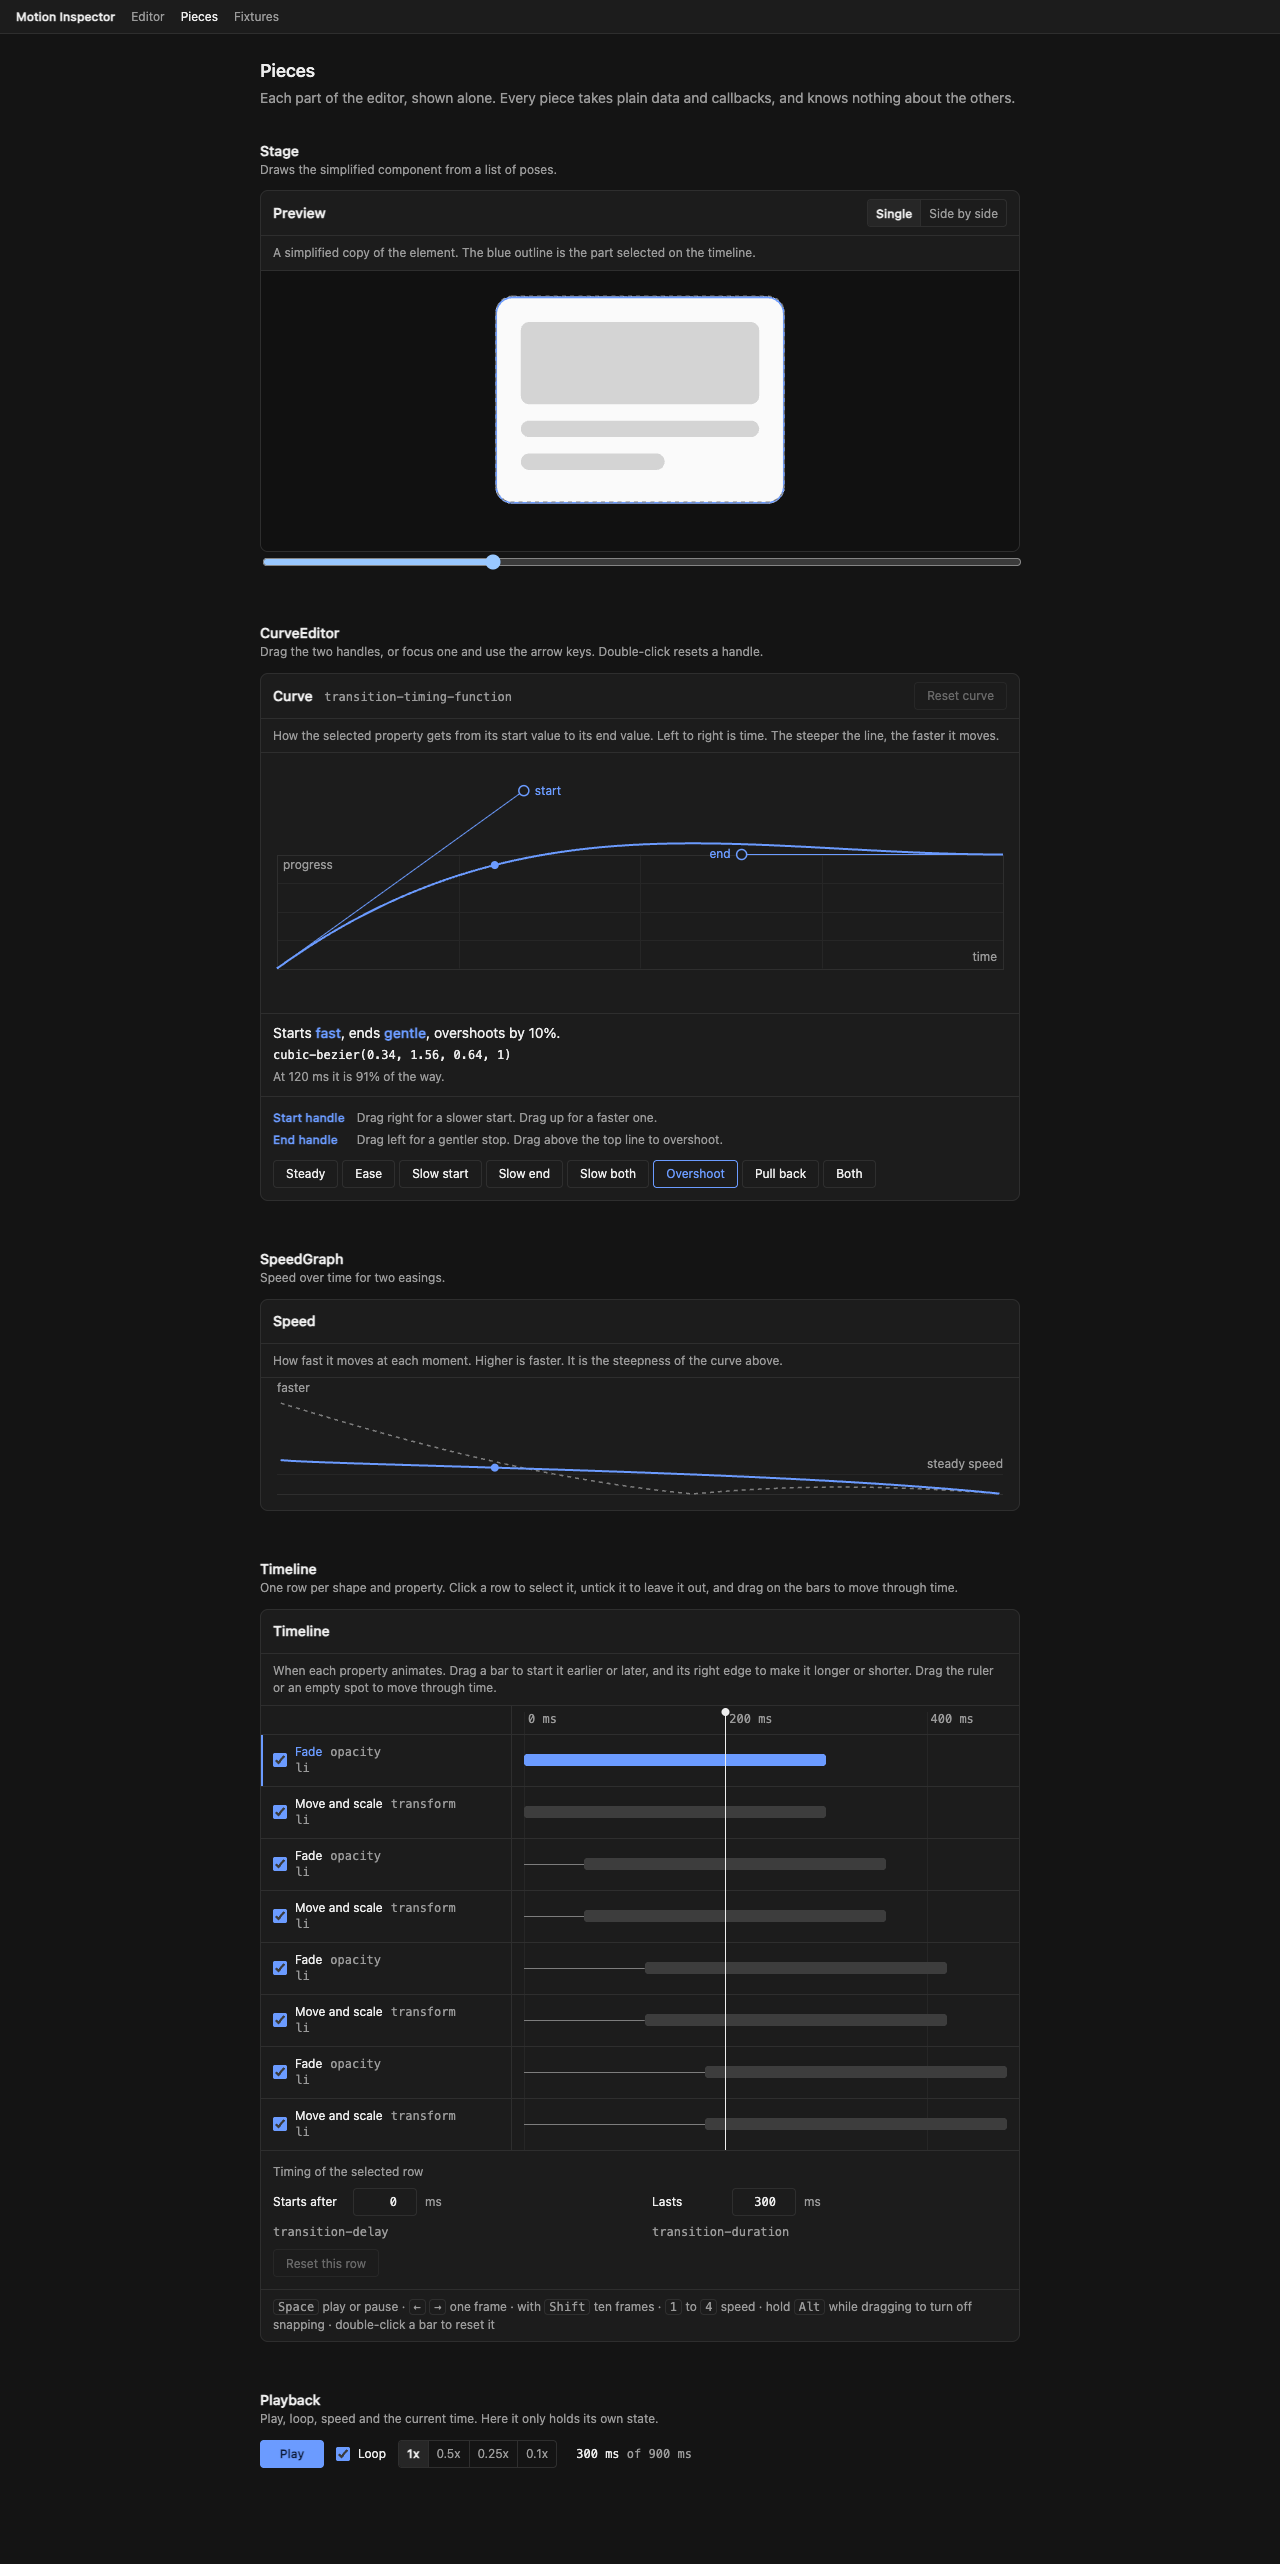 Motion Inspector Editor Pieces Fixtures
Pieces
Each part of the editor, shown alone. Every piece takes plain data and callbacks, and knows nothing about the others.
Stage
Draws the simplified component from a list of poses.
Preview Single Side by side
A simplified copy of the element. The blue outline is the part selected on the timeline.
CurveEditor
Drag the two handles, or focus one and use the arrow keys. Double-click resets a handle.
Curve transition-timing-function Reset curve
How the selected property gets from its start value to its end value. Left to right is time. The steeper the line, the faster it moves.
start
end
progress
time
Starts fast, ends gentle, overshoots by 10%.
cubic-bezier(0.34, 1.56, 0.64, 1)
At 120 ms it is 91% of the way.
Start handle Drag right for a slower start. Drag up for a faster one.
End handle Drag left for a gentler stop. Drag above the top line to overshoot.
Steady Ease Slow start Slow end Slow both Overshoot Pull back Both
SpeedGraph
Speed over time for two easings.
Speed
How fast it moves at each moment. Higher is faster. It is the steepness of the curve above.
faster
steady speed
Timeline
One row per shape and property. Click a row to select it, untick it to leave it out, and drag on the bars to move through time.
Timeline
When each property animates. Drag a bar to start it earlier or later, and its right edge to make it longer or shorter. Drag the ruler
or an empty spot to move through time.
0 ms 200 ms 400 ms
Fade opacity
li
Move and scale transform
li
Fade opacity
li
Move and scale transform
li
Fade opacity
li
Move and scale transform
li
Fade opacity
li
Move and scale transform
li
Timing of the selected row
Starts after 0 ms Lasts 300 ms
transition-delay transition-duration
Reset this row
Space play or pause · ← → one frame · with Shift ten frames · 1 to 4 speed · hold Alt while dragging to turn off
snapping · double-click a bar to reset it
Playback
Play, loop, speed and the current time. Here it only holds its own state.
Play Loop 1x 0.5x 0.25x 0.1x 300 ms of 900 ms